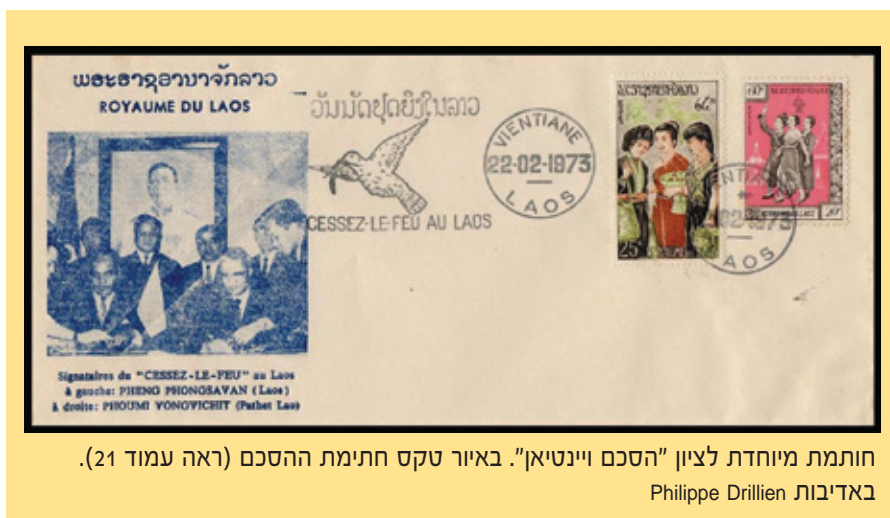 ພຣະຣາຊອານາຈັກລາວ
ROYAUME DU LAOS
ວັນມັດຢຸດຍິງໃນລາວ
CESSEZ-LE-FEU AU LAOS
VIENTIANE
22-02-1973
LAOS
25
Signataires du "CESSEZ-LE-FEU" au Laos
à gauche: PHENG PHONGSAVAN (Laos)
à droite: PHOUMI VONGVICHIT (Pathet Lao)
חותמת מיוחדת לציון "הסכם ויינטיאן". באיור טקס חתימת ההסכם (ראה עמוד 21).
באדיבות Philippe Drillien